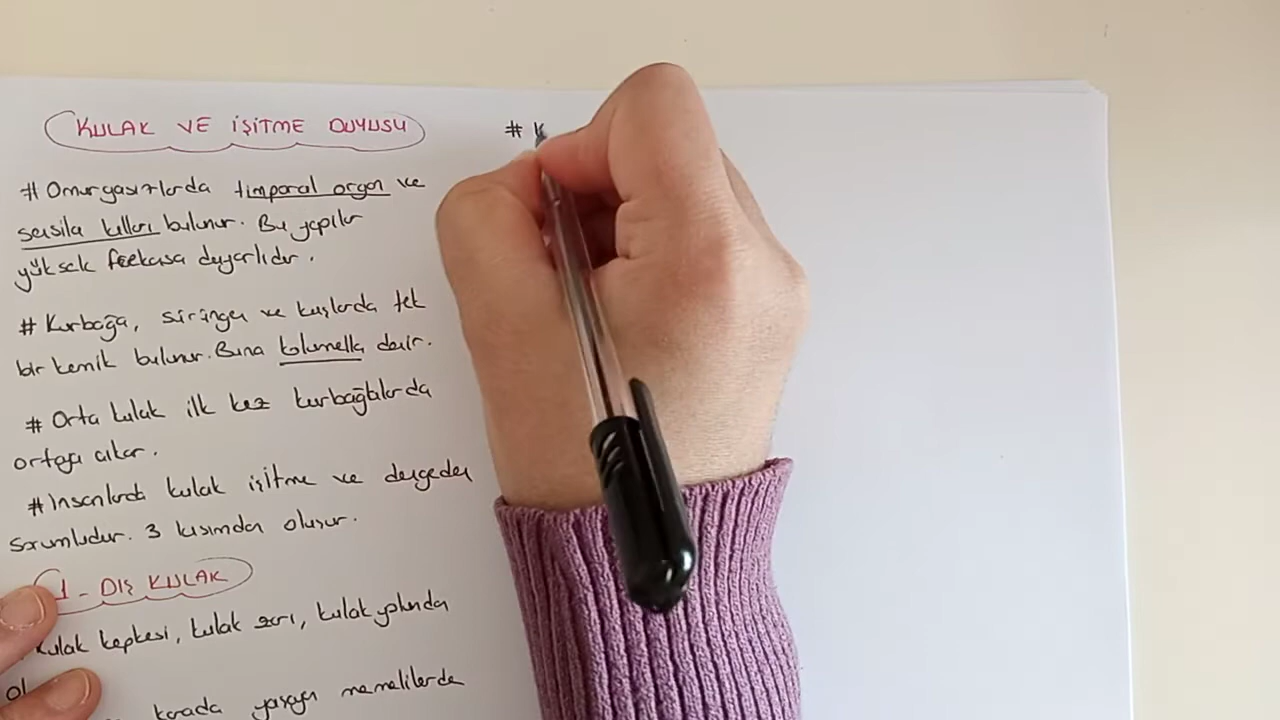 KULAK VE İŞİTME DUYUSU
# Omurgasızlarda timporal organ ve
sensila kılları bulunur. Bu yapılar
yüksek frekansa duyarlıdır.
# Kurbağa, sürüngen ve kuşlarda tek
bir kemik bulunur. Buna kolumella denir.
# Orta kulak ilk kez kurbağalarda
ortaya çıkar.
# İnsanlarda kulak işitme ve dengeden
sorumludur. 3 kısımdan oluşur.
1- DIŞ KULAK
kulak kepçesi, kulak zarı, kulak yolundan
ol
karada yaşayan memelilerde
# K